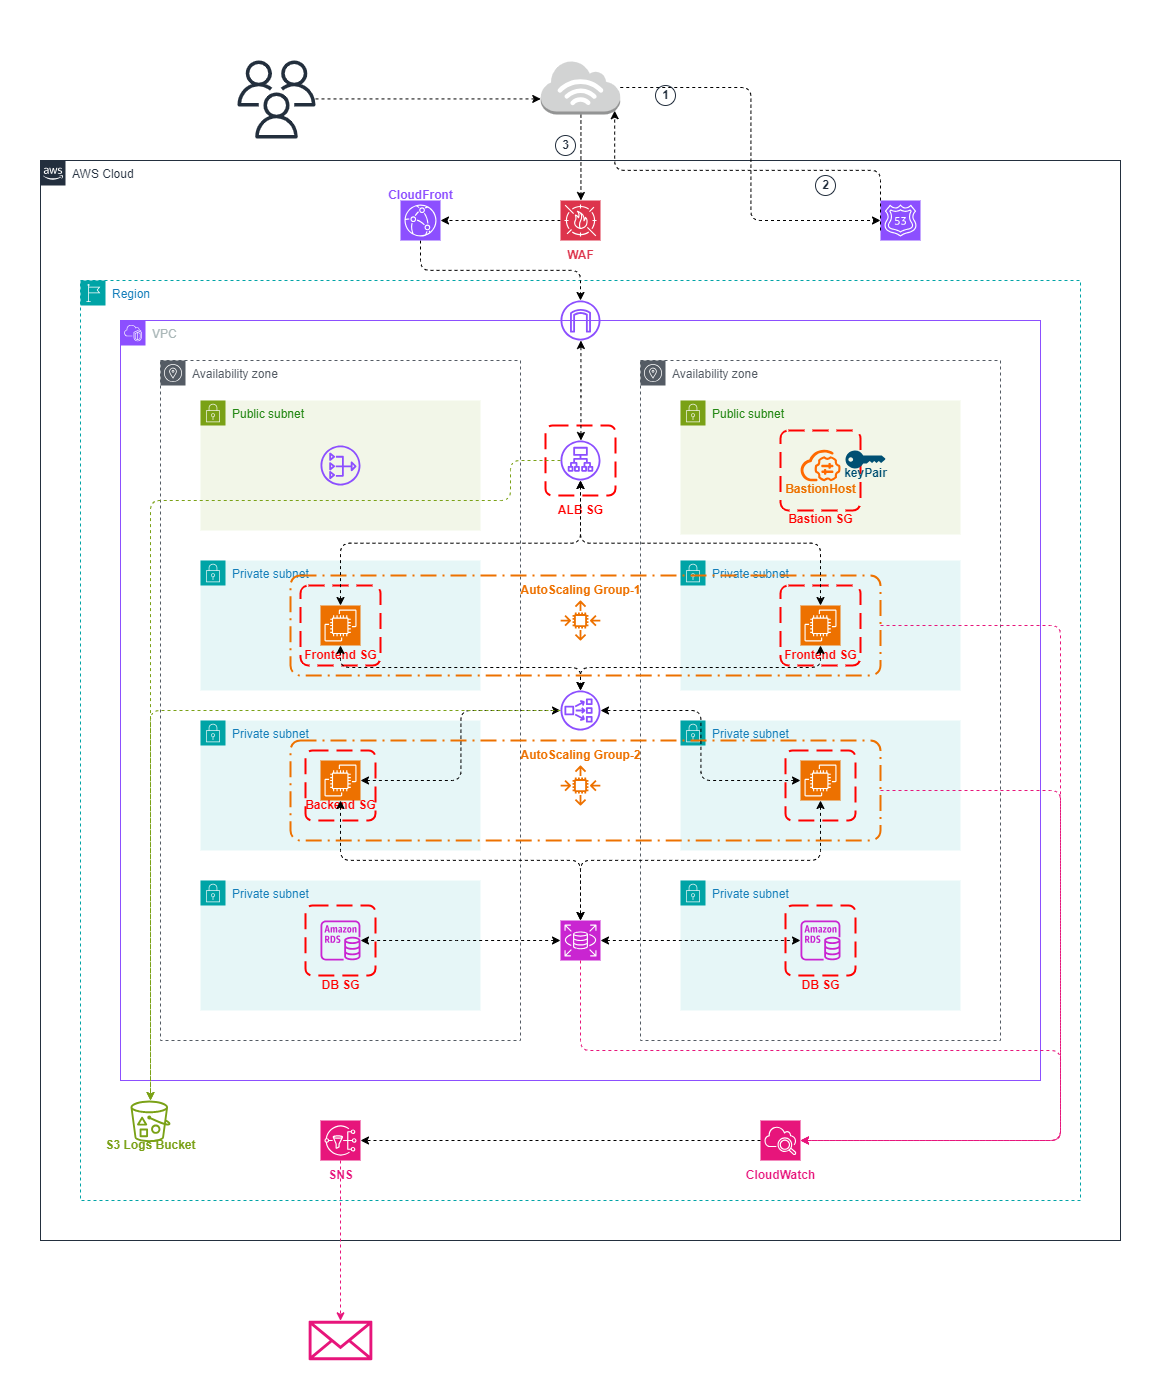 1
3
aws
AWS Cloud
2
CloudFront
53
WAF
Region
VPC
Availability zone
Availability zone
Public subnet
Public subnet
keyPair
BastionHost
ALB SG
Bastion SG
Private subnet
Private subnet
AutoScaling Group-1
Frontend SG
Frontend SG
Private subnet
Private subnet
AutoScaling Group-2
Backend SG
Private subnet
Private subnet
Amazon
RDS
Amazon
RDS
DB SG
DB SG
S3 Logs Bucket
SNS
CloudWatch